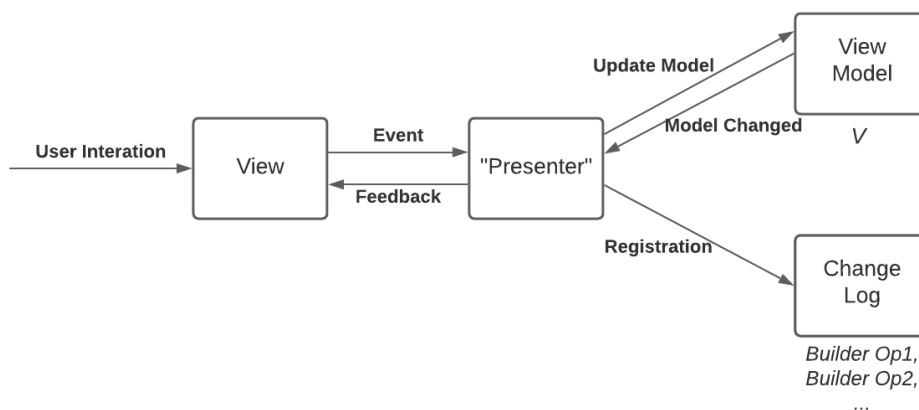 User Interation
View
Event
Feedback
"Presenter"
Update Model
Model Changed
Registration
View
Model
V
Change
Log
Builder Op1,
Builder Op2,
...